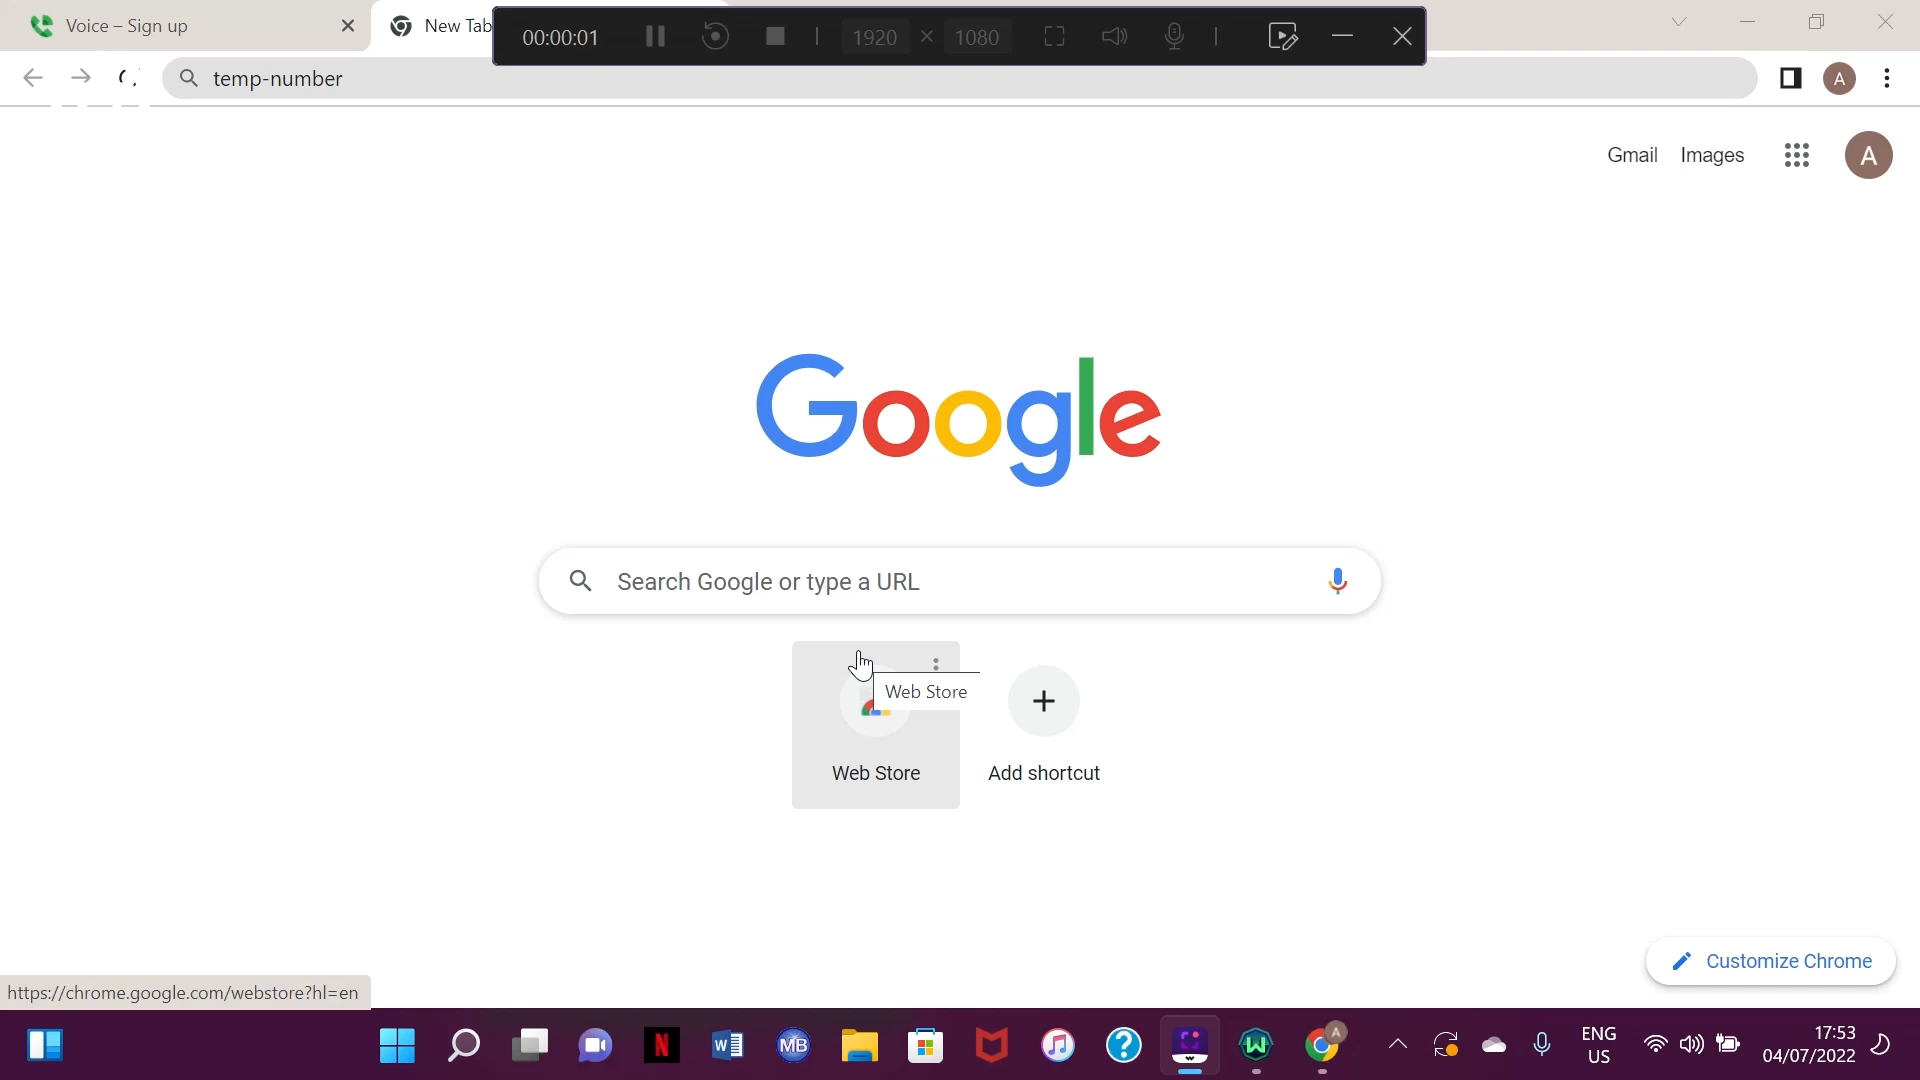 Voice – Sign up
New Tab
00:00:01
1920 × 1080
temp-number
A
Gmail
Images
A
Google
Search Google or type a URL
Web Store
Web Store
Add shortcut
Customize Chrome
https://chrome.google.com/webstore?hl=en
N
W
MB
?
W
A
ENG
US
17:53
04/07/2022